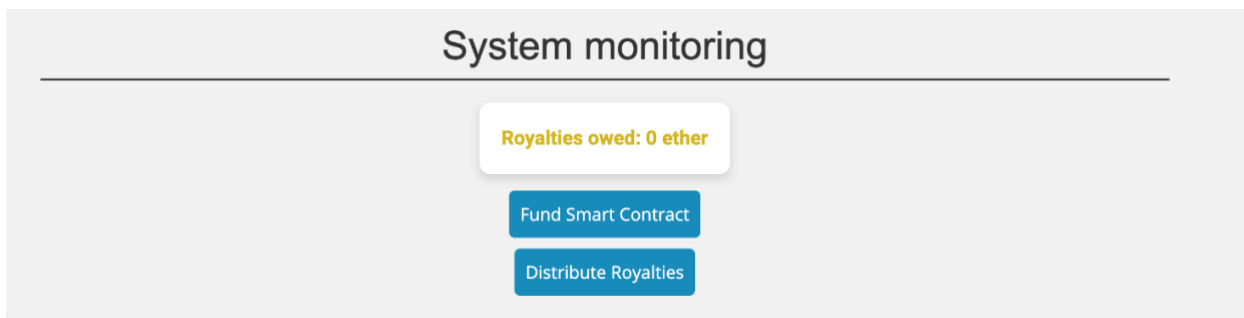 System monitoring
Royalties owed: 0 ether
Fund Smart Contract
Distribute Royalties